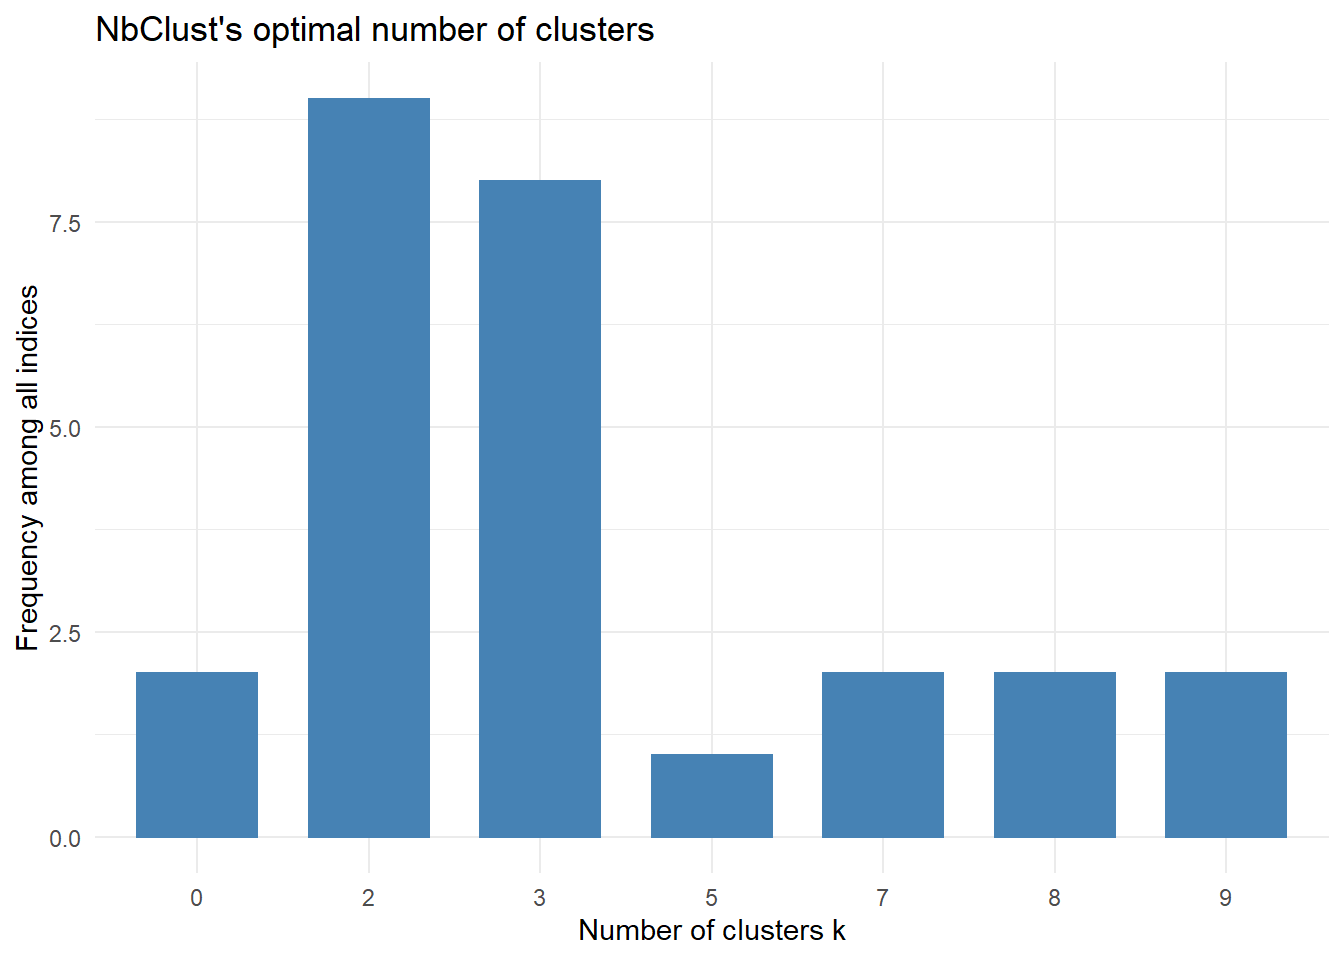 NbClust's optimal number of clusters
Frequency among all indices
7.5
5.0
2.5
0.0
0 2 3 5 7 8 9
Number of clusters k